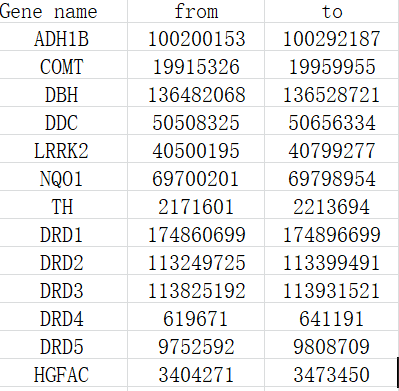 Gene name from to
ADH1B 100200153 100292187
COMT 19915326 19959955
DBH 136482068 136528721
DDC 50508325 50656334
LRRK2 40500195 40799277
NQO1 69700201 69798954
TH 2171601 2213694
DRD1 174860699 174896699
DRD2 113249725 113399491
DRD3 113825192 113931521
DRD4 619671 641191
DRD5 9752592 9808709
HGFAC 3404271 3473450